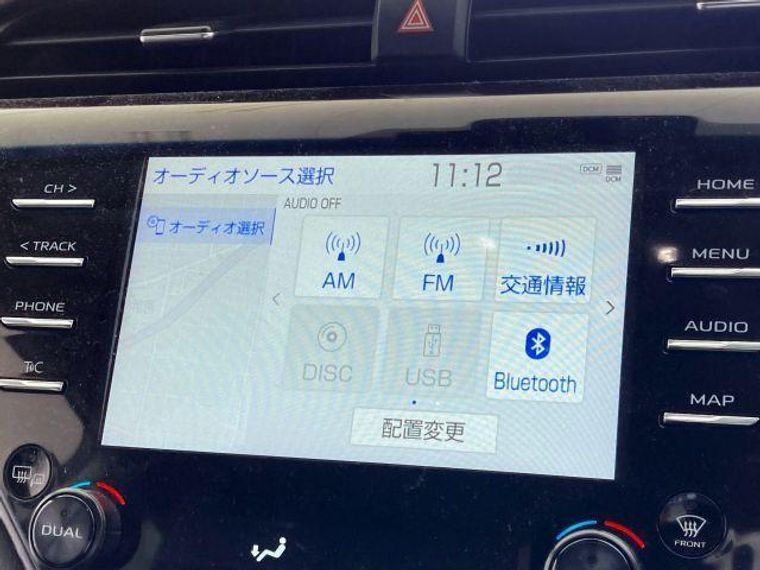 オーディオソース選択
11:12
DCM
DCM
AUDIO OFF
オーディオ選択
AM
FM
交通情報
DISC
USB
Bluetooth
配置変更
CH >
< TRACK
PHONE
T/C
DUAL
HOME
MENU
AUDIO
MAP
FRONT